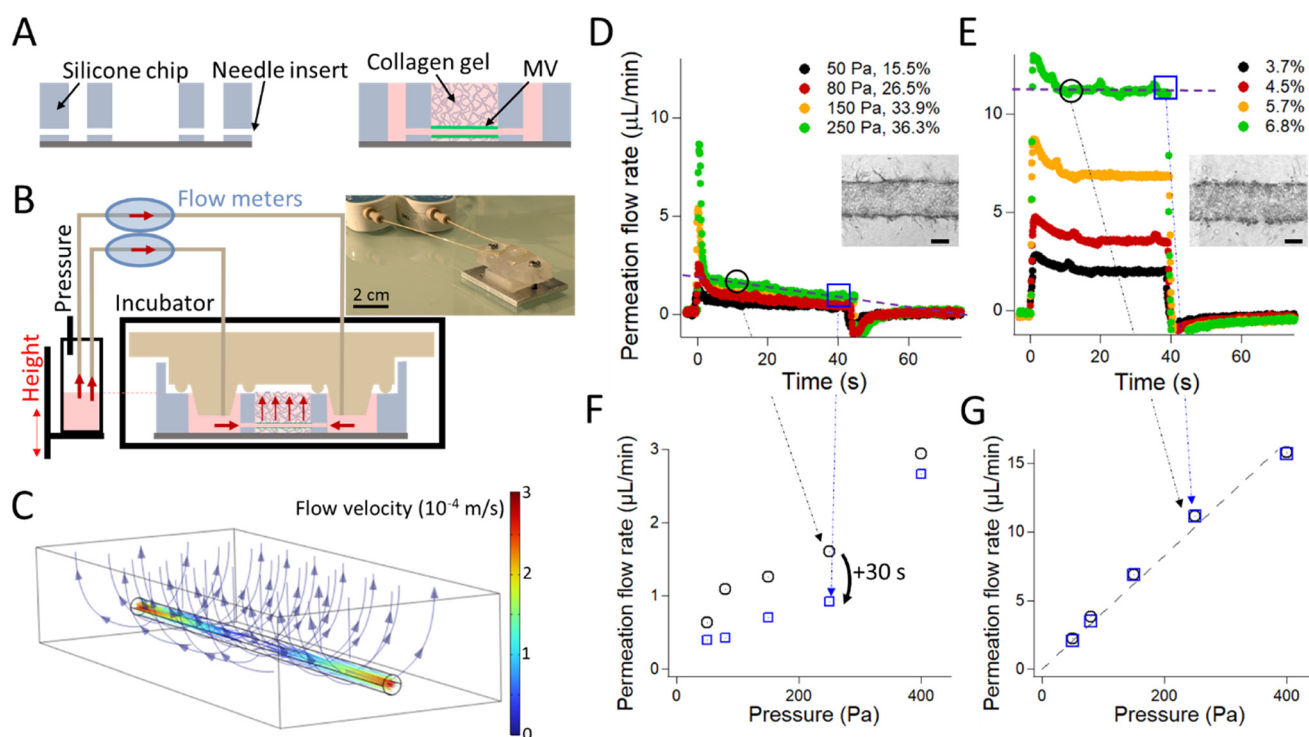 A
Silicone chip
Needle insert
Collagen gel
MV
B
Flow meters
Pressure
Height
Incubator
2 cm
C
Flow velocity (10⁻⁴ m/s)
3
2
1
0
D
50 Pa, 15.5%
80 Pa, 26.5%
150 Pa, 33.9%
250 Pa, 36.3%
Permeation flow rate (µL/min)
10
5
0
0
20
40
60
Time (s)
E
3.7%
4.5%
5.7%
6.8%
10
5
0
0
20
40
60
Time (s)
F
Permeation flow rate (µL/min)
3
2
1
0
+30 s
0
200
400
Pressure (Pa)
G
Permeation flow rate (µL/min)
15
10
5
0
0
200
400
Pressure (Pa)